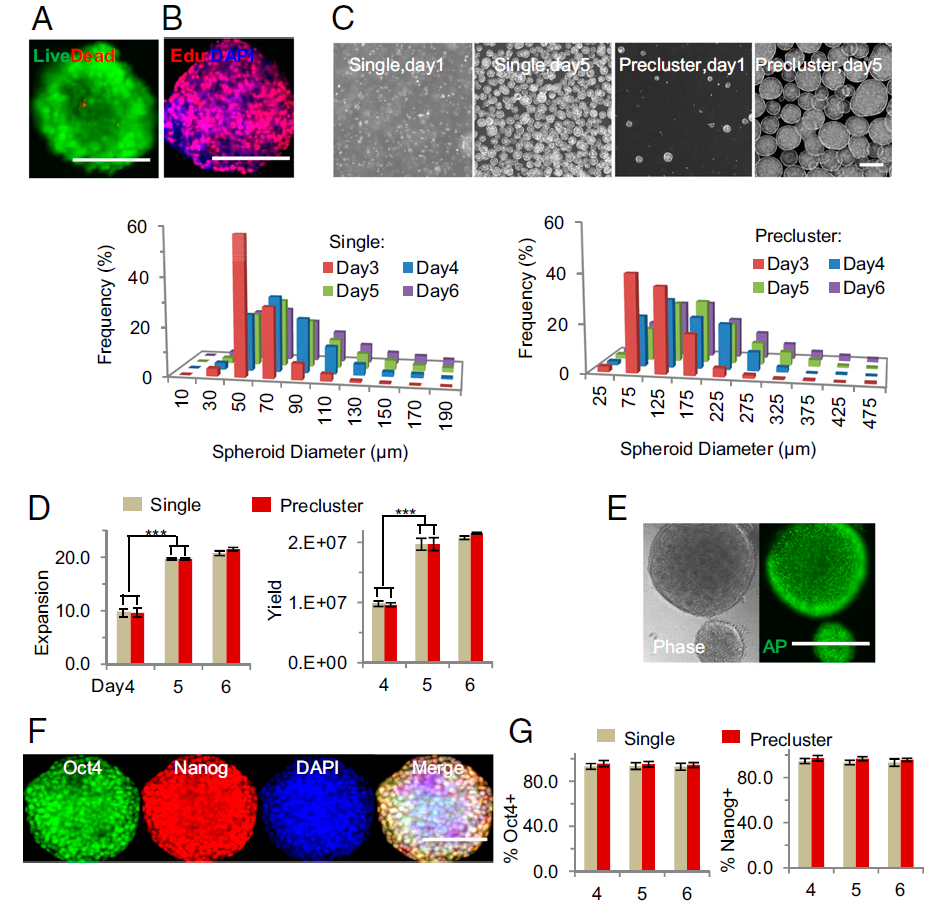 A
B
C
LiveDead
EduDAPI
Single,day1
Single,day5
Precluster,day1
Precluster,day5
60
40
20
0
Frequency (%)
Single:
Day3
Day4
Day5
Day6
10
30
50
70
90
110
130
150
170
190
Spheroid Diameter (µm)
60
40
20
0
Frequency (%)
Precluster:
Day3
Day4
Day5
Day6
25
75
125
175
225
275
325
375
425
475
Spheroid Diameter (µm)
D
Single
Precluster
20.0
10.0
0.0
Expansion
***
Day4
5
6
2.E+07
1.E+07
0.E+00
Yield
***
4
5
6
E
Phase
AP
F
Oct4
Nanog
DAPI
Merge
G
Single
Precluster
80.0
40.0
0.0
% Oct4+
4
5
6
80.0
40.0
0.0
% Nanog+
4
5
6